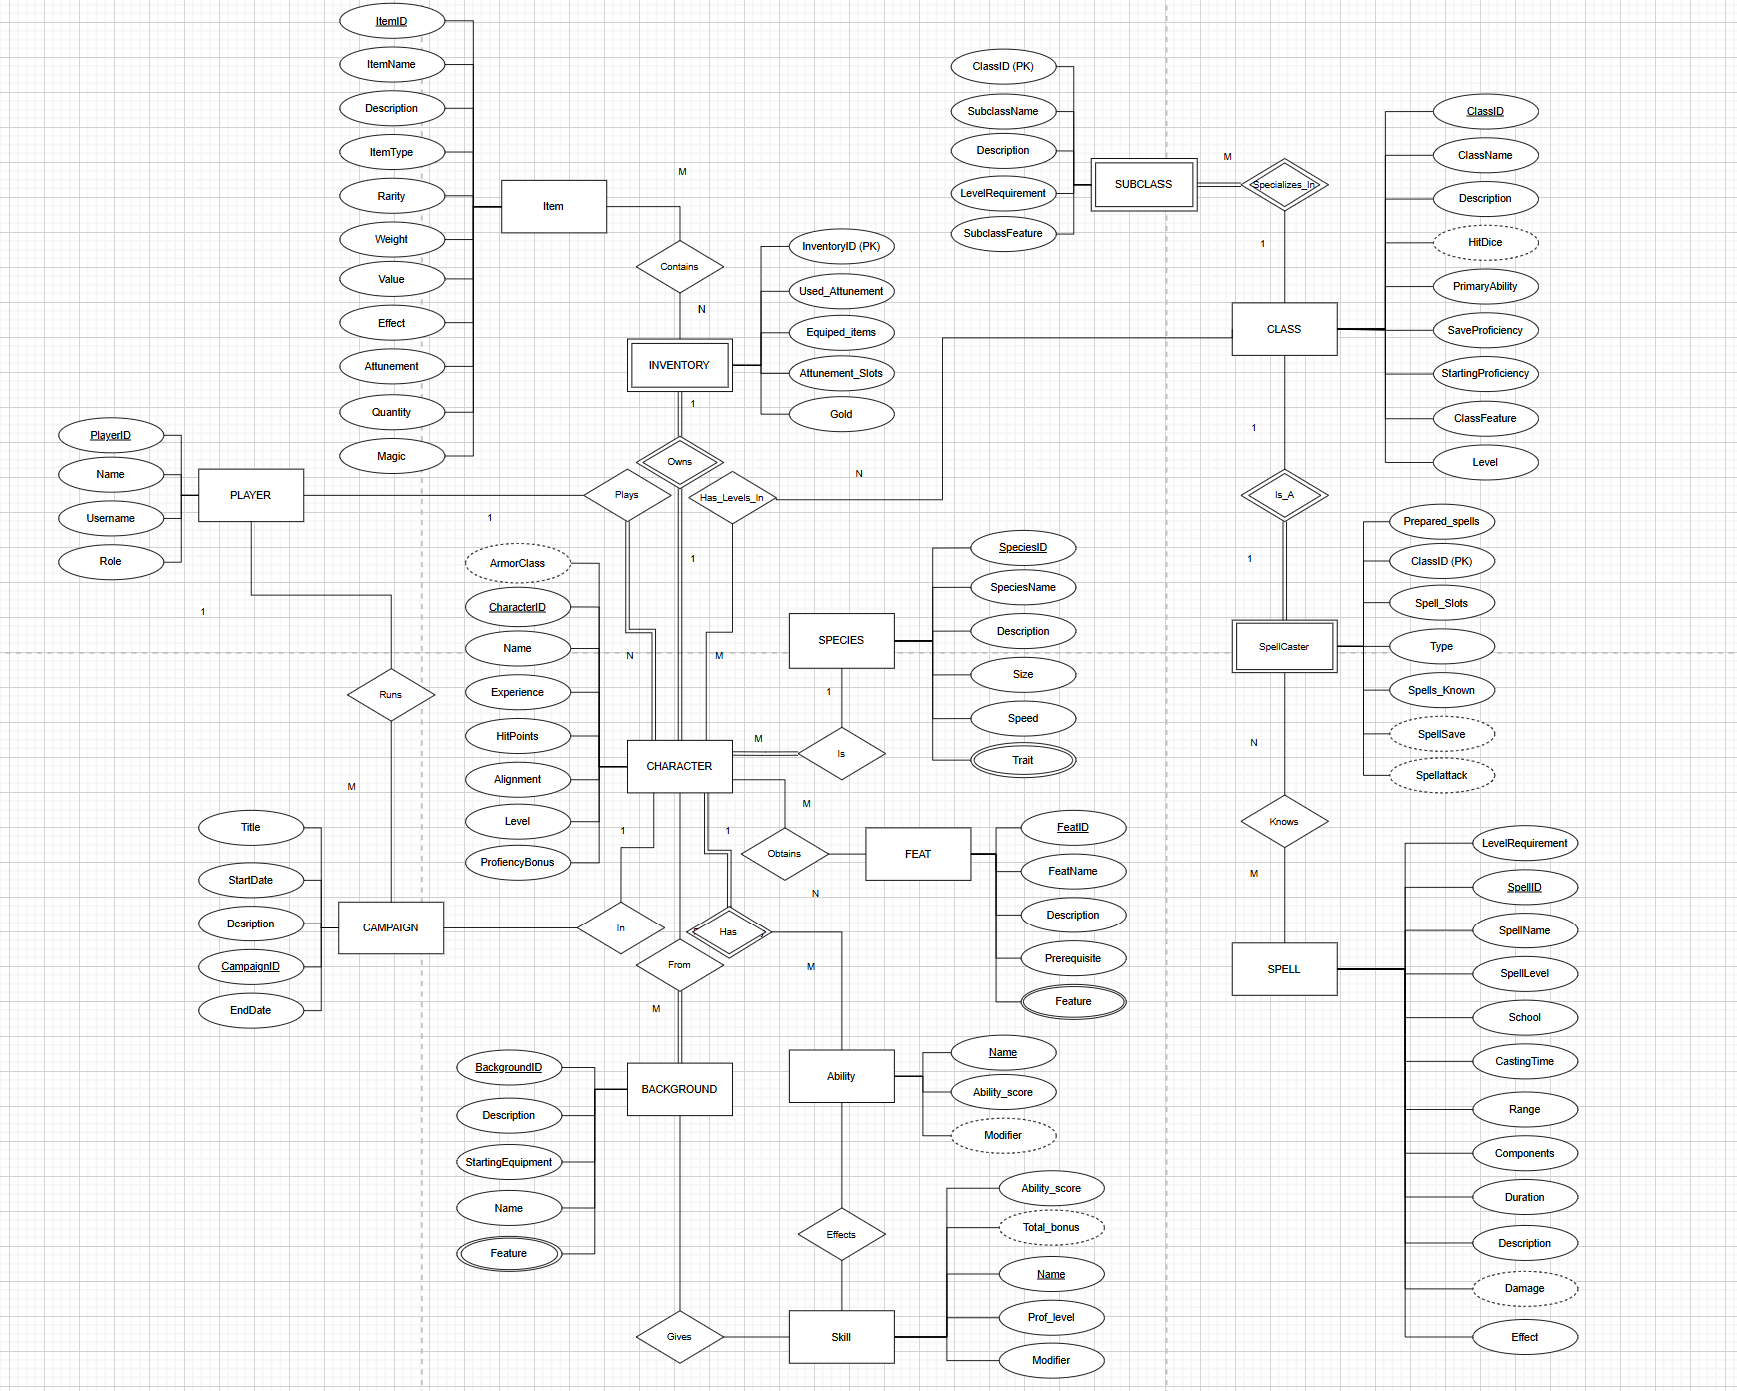 ItemID
ItemName
Description
ItemType
Rarity
Weight
Value
Effect
Attunement
Quantity
Magic
Item
M
Contains
N
InventoryID (PK)
Used_Attunement
Equiped_items
Attunement_Slots
Gold
INVENTORY
1
Owns
1
ClassID (PK)
SubclassName
Description
LevelRequirement
SubclassFeature
SUBCLASS
M
Specializes_In
1
ClassID
ClassName
Description
HitDice
PrimaryAbility
SaveProficiency
StartingProficiency
ClassFeature
Level
CLASS
1
Is_A
1
PlayerID
Name
Username
Role
PLAYER
1
Plays
N
Has_Levels_In
N
M
1
Runs
M
ArmorClass
CharacterID
Name
Experience
HitPoints
Alignment
Level
ProfiencyBonus
CHARACTER
SPECIES
SpeciesID
SpeciesName
Description
Size
Speed
Trait
1
M
Is
Prepared_spells
ClassID (PK)
Spell_Slots
Type
Spells_Known
SpellSave
Spellattack
SpellCaster
N
Knows
M
Title
StartDate
Dcsription
CampaignID
EndDate
CAMPAIGN
1
In
1
Has
M
From
M
M
Obtains
N
FEAT
FeatID
FeatName
Description
Prerequisite
Feature
SPELL
LevelRequirement
SpellID
SpellName
SpellLevel
School
CastingTime
Range
Components
Duration
Description
Damage
Effect
BackgroundID
Description
StartingEquipment
Name
Feature
BACKGROUND
Ability
Name
Ability_score
Modifier
Effects
Gives
Skill
Ability_score
Total_bonus
Name
Prof_level
Modifier